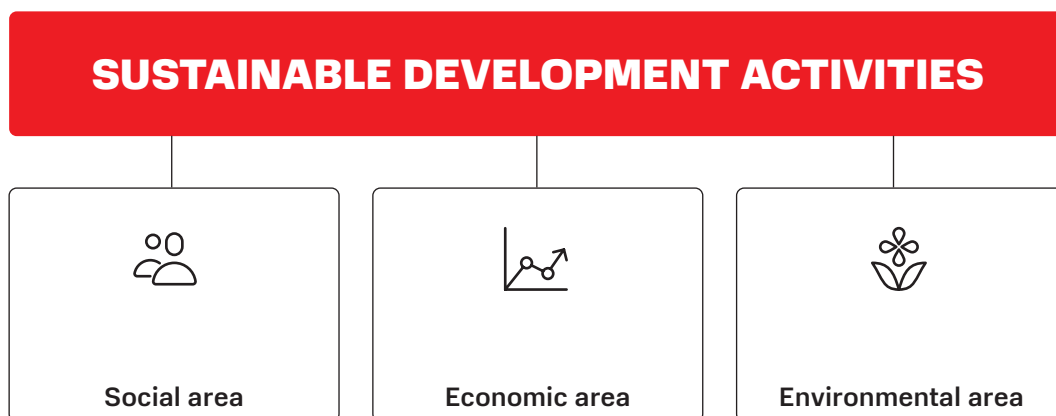 SUSTAINABLE DEVELOPMENT ACTIVITIES
Social area
Economic area
Environmental area